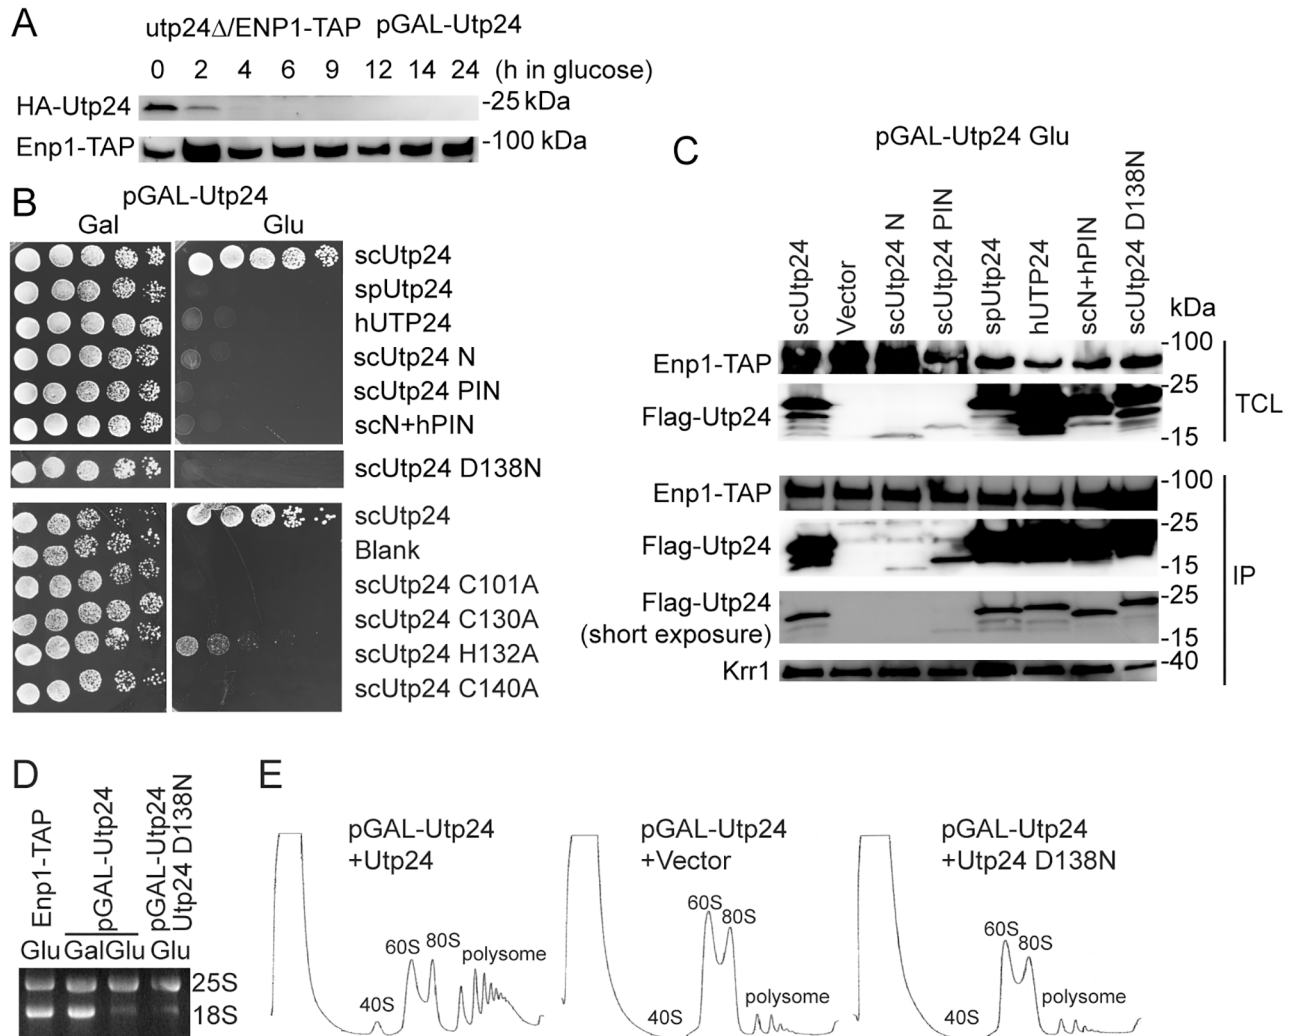 A
utp24Δ/ENP1-TAP pGAL-Utp24
0 2 4 6 9 12 14 24 (h in glucose)
HA-Utp24 -25 kDa
Enp1-TAP -100 kDa
B
pGAL-Utp24
Gal Glu
scUtp24
spUtp24
hUTP24
scUtp24 N
scUtp24 PIN
scN+hPIN
scUtp24 D138N
scUtp24
Blank
scUtp24 C101A
scUtp24 C130A
scUtp24 H132A
scUtp24 C140A
C
pGAL-Utp24 Glu
scUtp24
Vector
scUtp24 N
scUtp24 PIN
spUtp24
hUTP24
scN+hPIN
scUtp24 D138N
kDa
Enp1-TAP -100
Flag-Utp24 -25
-15
TCL
Enp1-TAP -100
Flag-Utp24 -25
-15
Flag-Utp24 -25
(short exposure) -15
Krr1 -40
IP
D
Enp1-TAP
pGAL-Utp24
pGAL-Utp24
Utp24 D138N
Glu Gal Glu Glu
25S
18S
E
pGAL-Utp24
+Utp24
40S 60S 80S polysome
pGAL-Utp24
+Vector
40S 60S 80S polysome
pGAL-Utp24
+Utp24 D138N
40S 60S 80S polysome